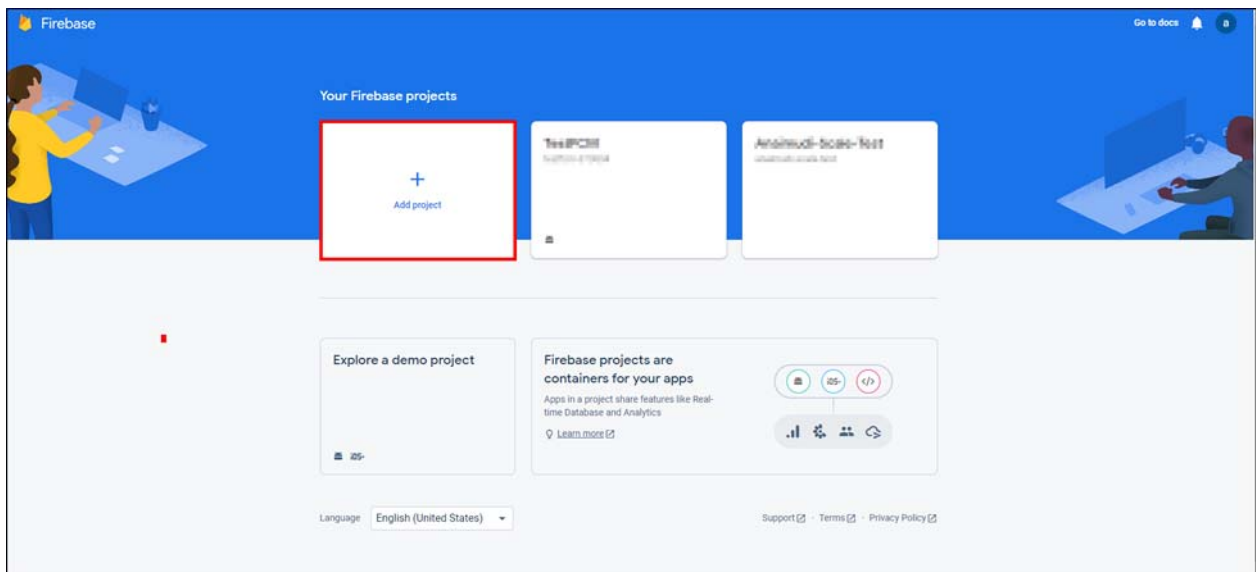 Firebase
Go to docs
a
Your Firebase projects
Add project
Explore a demo project
Firebase projects are
containers for your apps
Apps in a project share features like Real-
time Database and Analytics
Learn more
iOS+
iOS+
</>
Language
English (United States)
Support · Terms · Privacy Policy